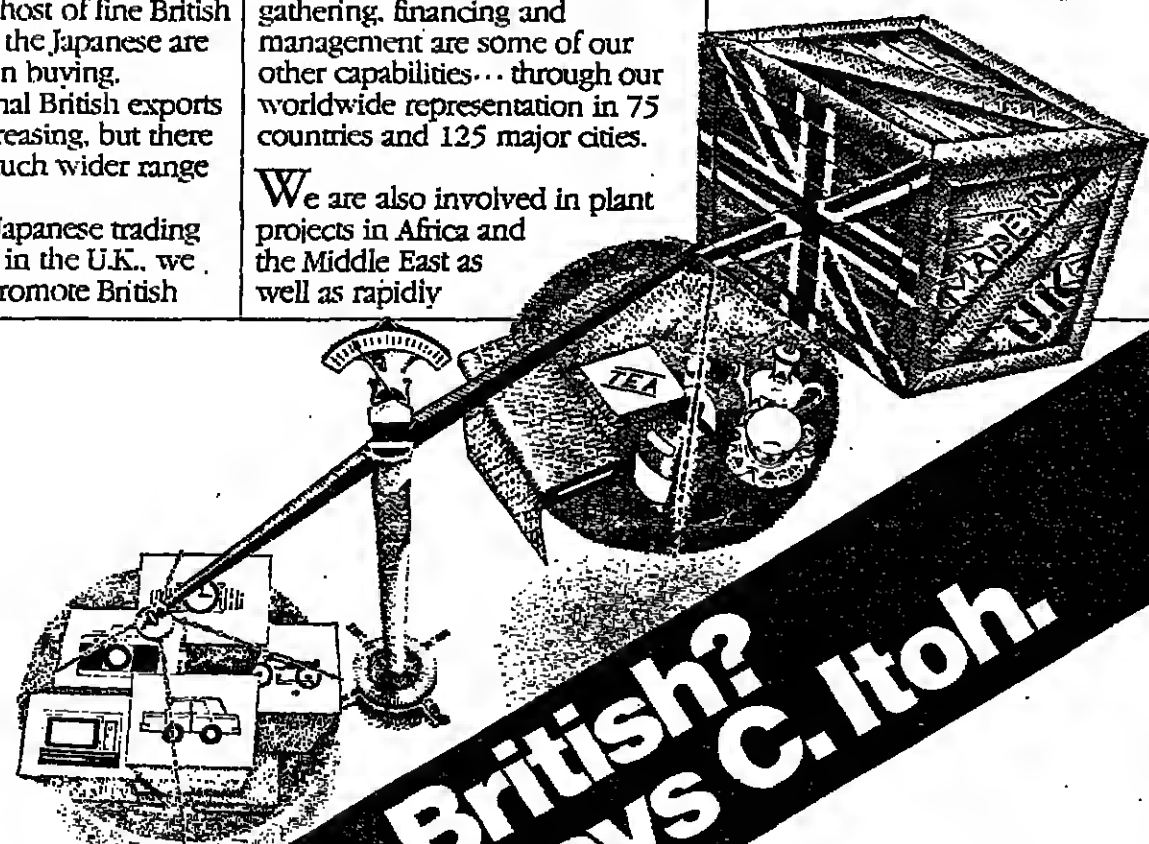 host of fine British
the Japanese are
n buying.
nal British exports
reasing, but there
uch wider range
Japanese trading
in the U.K., we
romote British
gathering, financing and
management are some of our
other capabilities... through our
worldwide representation in 75
countries and 125 major cities.
We are also involved in plant
projects in Africa and
the Middle East as
well as rapidly
MADE IN
U.K.
TEA
British?
ys C. Itoh.